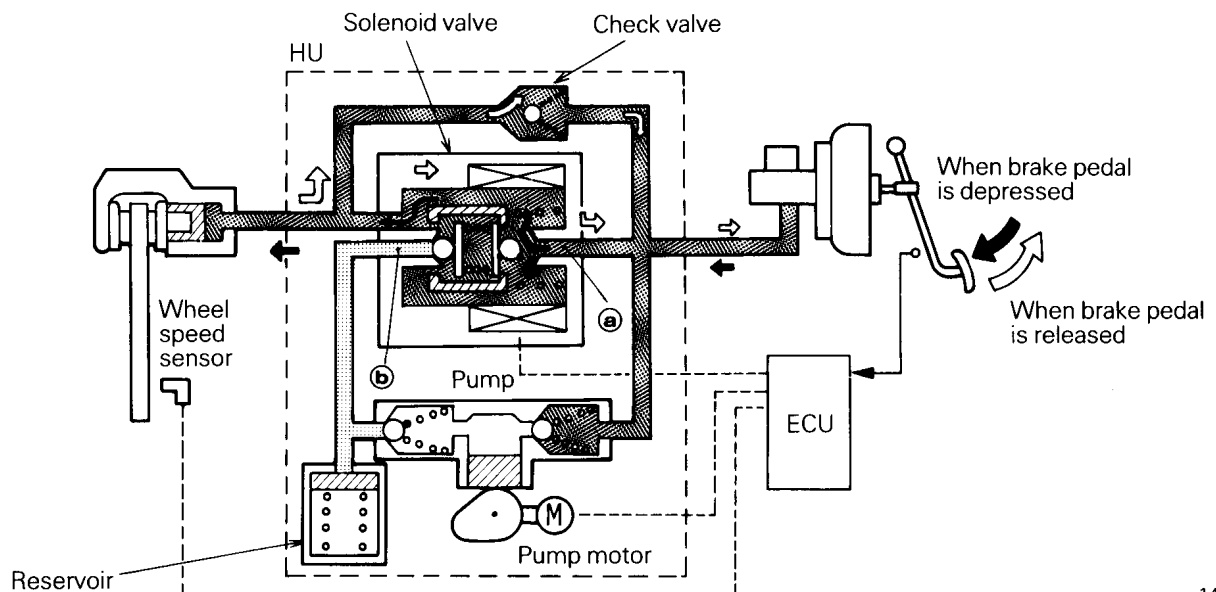 Solenoid valve
Check valve
HU
When brake pedal
is depressed
When brake pedal
is released
Wheel
speed
sensor
a
b
Pump
ECU
M
Pump motor
Reservoir